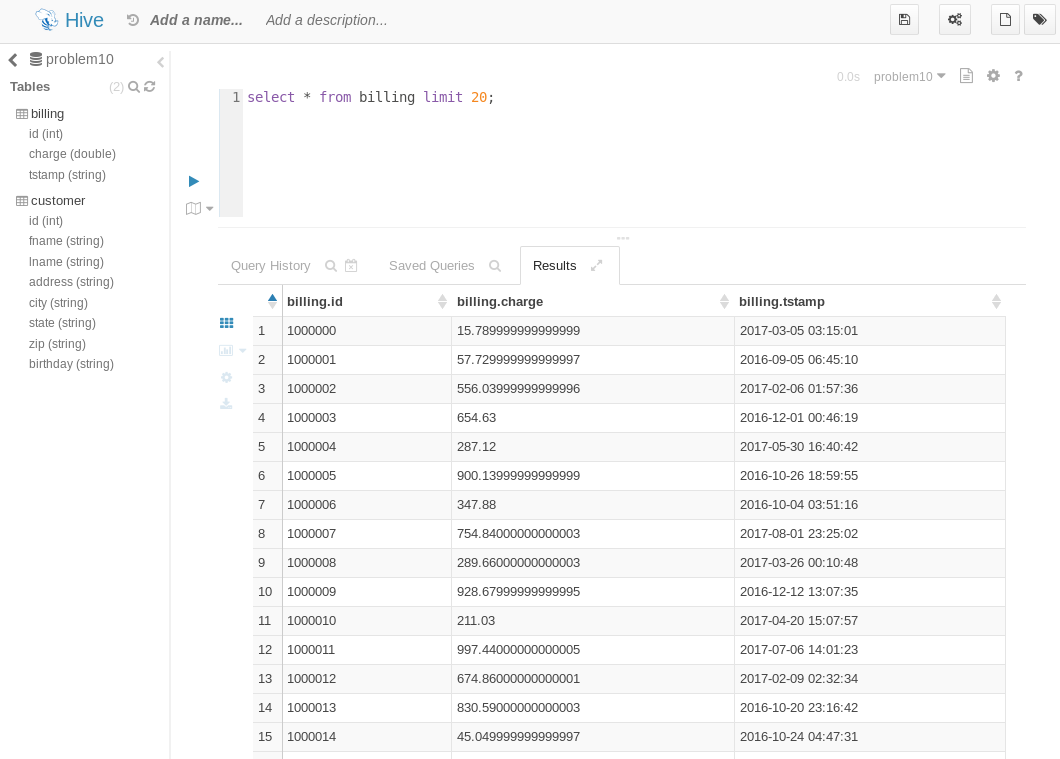 Hive Add a name... Add a description...
problem10
Tables (2)
billing
id (int)
charge (double)
tstamp (string)
customer
id (int)
fname (string)
lname (string)
address (string)
city (string)
state (string)
zip (string)
birthday (string)
0.0s problem10 ?
1 select * from billing limit 20;
Query History Saved Queries Results
billing.id billing.charge billing.tstamp
1 1000000 15.789999999999999 2017-03-05 03:15:01
2 1000001 57.729999999999997 2016-09-05 06:45:10
3 1000002 556.03999999999996 2017-02-06 01:57:36
4 1000003 654.63 2016-12-01 00:46:19
5 1000004 287.12 2017-05-30 16:40:42
6 1000005 900.13999999999999 2016-10-26 18:59:55
7 1000006 347.88 2016-10-04 03:51:16
8 1000007 754.84000000000003 2017-08-01 23:25:02
9 1000008 289.66000000000003 2017-03-26 00:10:48
10 1000009 928.67999999999995 2016-12-12 13:07:35
11 1000010 211.03 2017-04-20 15:07:57
12 1000011 997.44000000000005 2017-07-06 14:01:23
13 1000012 674.86000000000001 2017-02-09 02:32:34
14 1000013 830.59000000000003 2016-10-20 23:16:42
15 1000014 45.049999999999997 2016-10-24 04:47:31